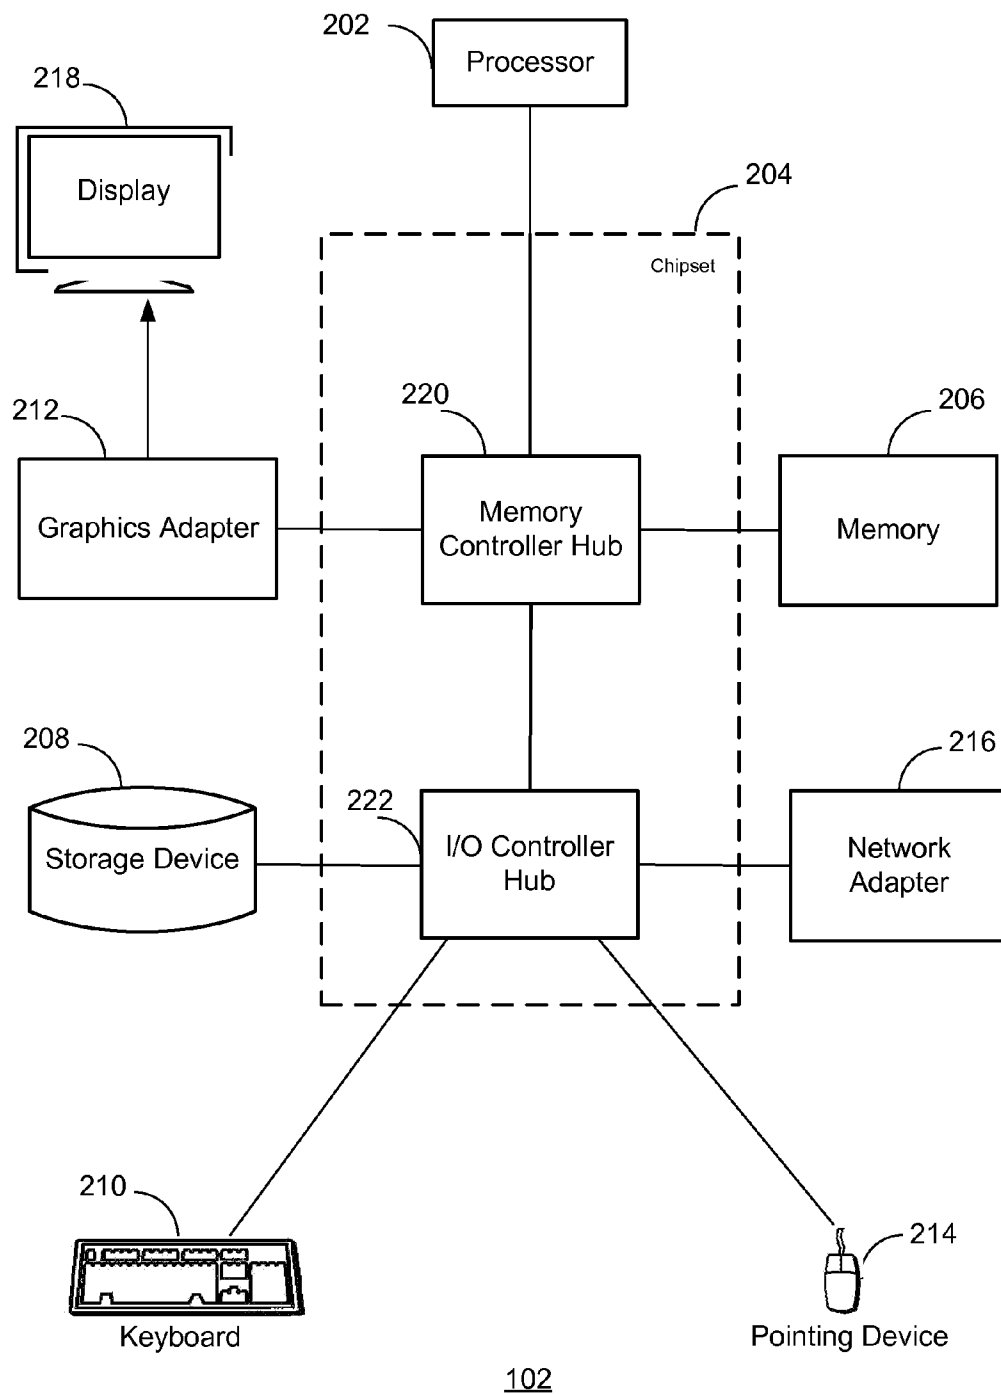 202
Processor
218
Display
204
Chipset
212
Graphics Adapter
220
Memory
Controller Hub
206
Memory
208
Storage Device
222
I/O Controller
Hub
216
Network
Adapter
210
Keyboard
214
Pointing Device
102